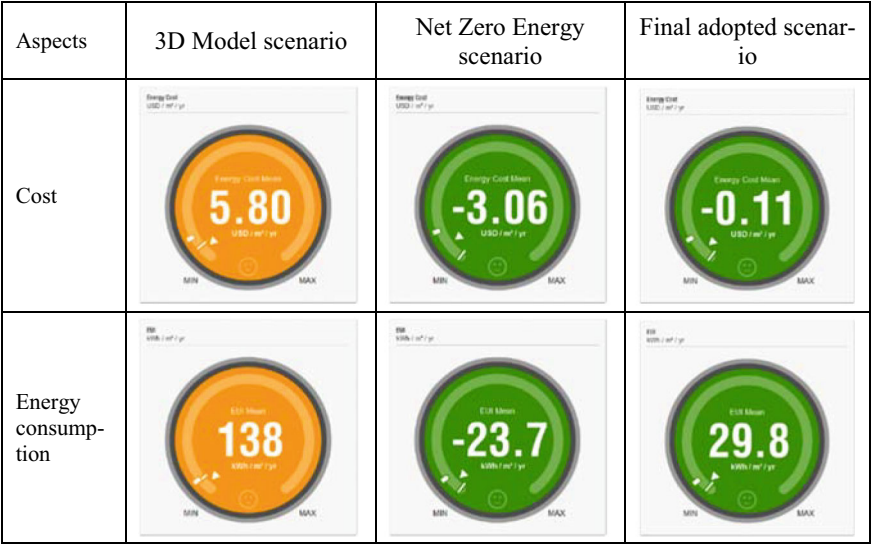 Aspects
3D Model scenario
Net Zero Energy
scenario
Final adopted scenar-
io
Cost
Energy Cost
USD / m² / yr
Energy Cost Mean
5.80
USD / m² / yr
MIN
MAX
Energy Cost
USD / m² / yr
Energy Cost Mean
-3.06
USD / m² / yr
MIN
MAX
Energy Cost
USD / m² / yr
Energy Cost Mean
-0.11
USD / m² / yr
MIN
MAX
Energy
consump-
tion
EUI
kWh / m² / yr
EUI Mean
138
kWh / m² / yr
MIN
MAX
EUI
kWh / m² / yr
EUI Mean
-23.7
kWh / m² / yr
MIN
MAX
EUI
kWh / m² / yr
EUI Mean
29.8
kWh / m² / yr
MIN
MAX